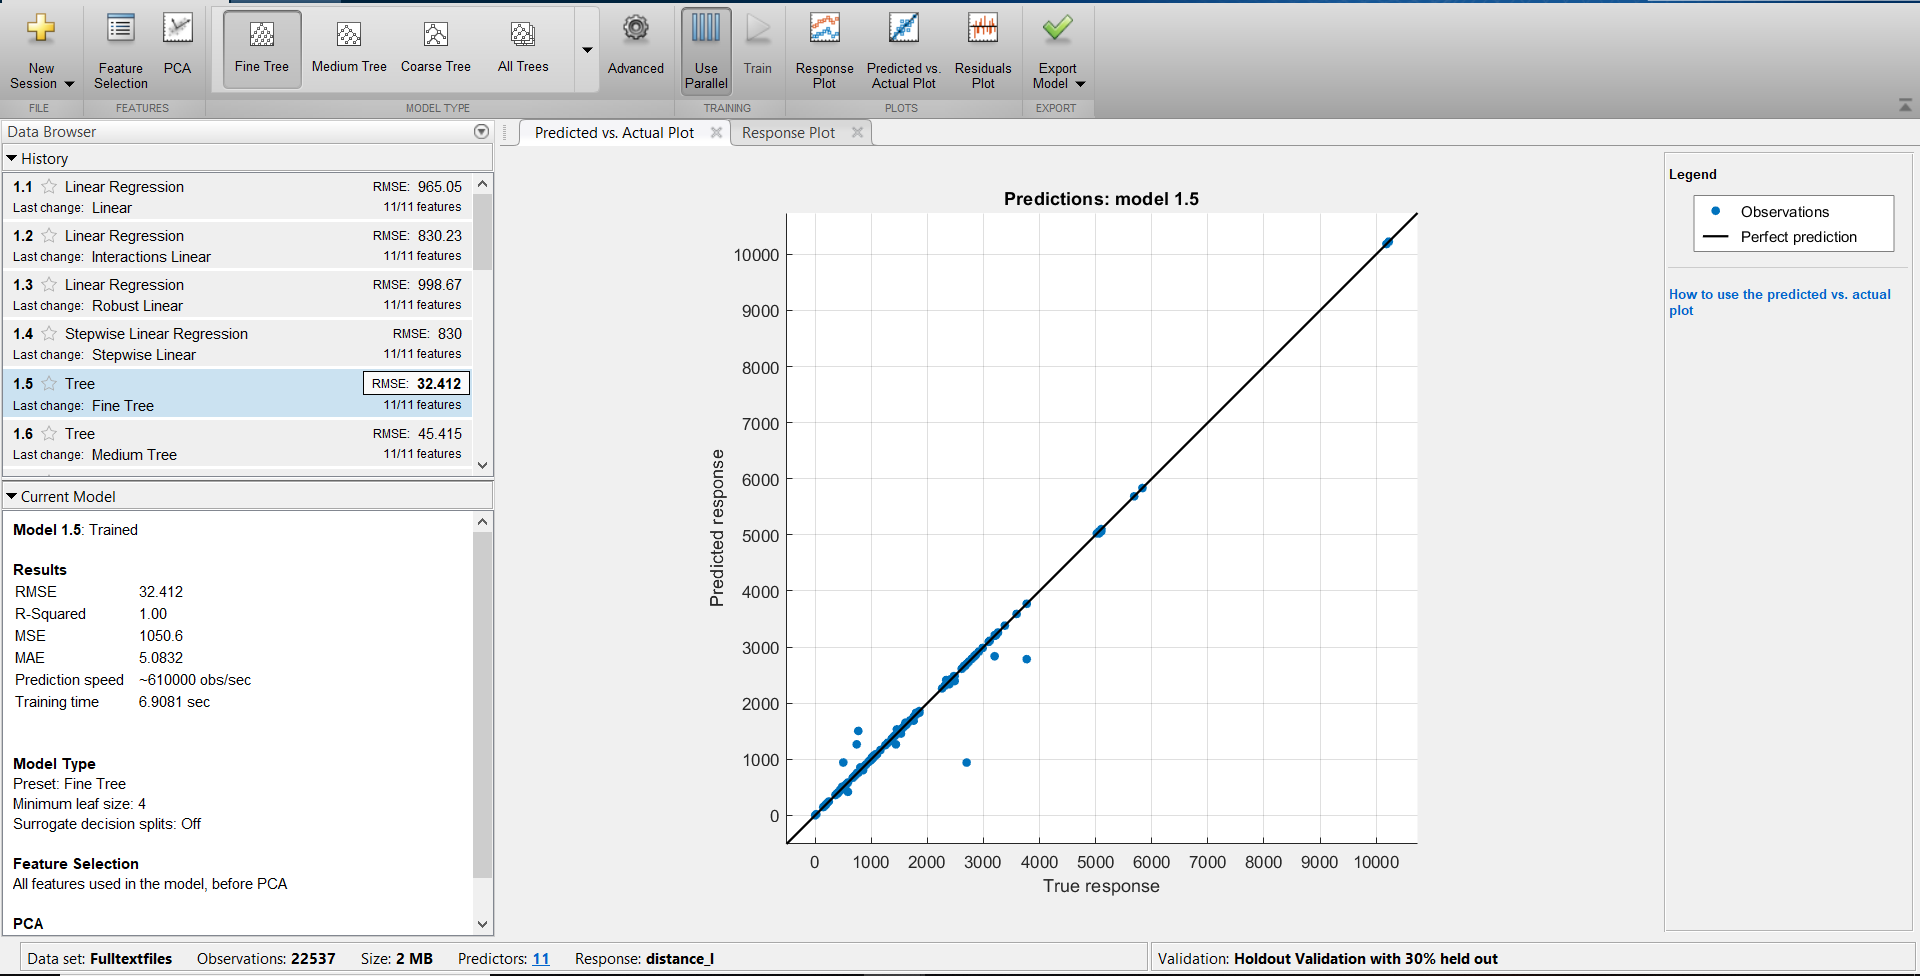 New
Session
Feature
Selection
PCA
Fine Tree
Medium Tree
Coarse Tree
All Trees
Advanced
Use
Parallel
Train
Response
Plot
Predicted vs.
Actual Plot
Residuals
Plot
Export
Model
FILE
FEATURES
MODEL TYPE
TRAINING
PLOTS
EXPORT
Data Browser
History
1.1 Linear Regression RMSE: 965.05
Last change: Linear 11/11 features
1.2 Linear Regression RMSE: 830.23
Last change: Interactions Linear 11/11 features
1.3 Linear Regression RMSE: 998.67
Last change: Robust Linear 11/11 features
1.4 Stepwise Linear Regression RMSE: 830
Last change: Stepwise Linear 11/11 features
1.5 Tree RMSE: 32.412
Last change: Fine Tree 11/11 features
1.6 Tree RMSE: 45.415
Last change: Medium Tree 11/11 features
Current Model
Model 1.5: Trained
Results
RMSE 32.412
R-Squared 1.00
MSE 1050.6
MAE 5.0832
Prediction speed ~610000 obs/sec
Training time 6.9081 sec
Model Type
Preset: Fine Tree
Minimum leaf size: 4
Surrogate decision splits: Off
Feature Selection
All features used in the model, before PCA
PCA
Predicted vs. Actual Plot
Response Plot
Predictions: model 1.5
Predicted response
10000
9000
8000
7000
6000
5000
4000
3000
2000
1000
0
0 1000 2000 3000 4000 5000 6000 7000 8000 9000 10000
True response
Legend
Observations
Perfect prediction
How to use the predicted vs. actual
plot
Data set: Fulltextfiles Observations: 22537 Size: 2 MB Predictors: 11 Response: distance_l
Validation: Holdout Validation with 30% held out